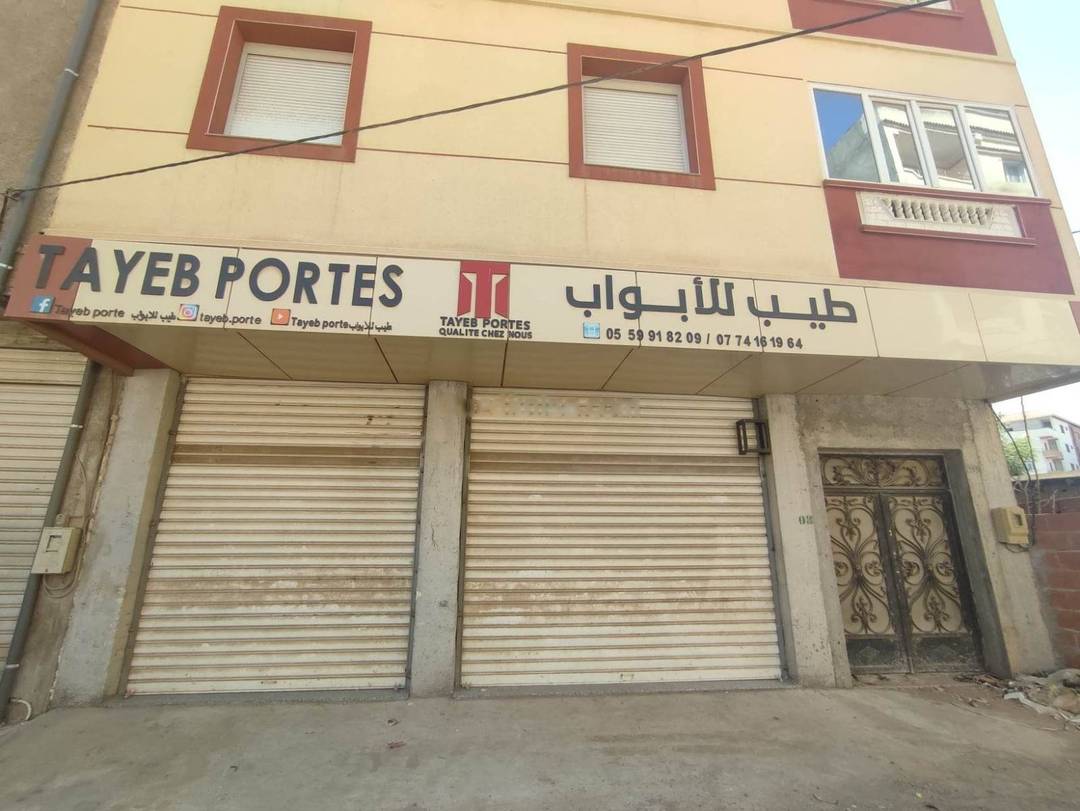 TAYEB PORTES
Tayeb porte طيب للابواب
tayeb.porte
Tayeb porte طيب للابواب
TAYEB PORTES
QUALITE CHEZ NOUS
طيب للأبواب
05 59 91 82 09 / 07 74 16 19 64
08